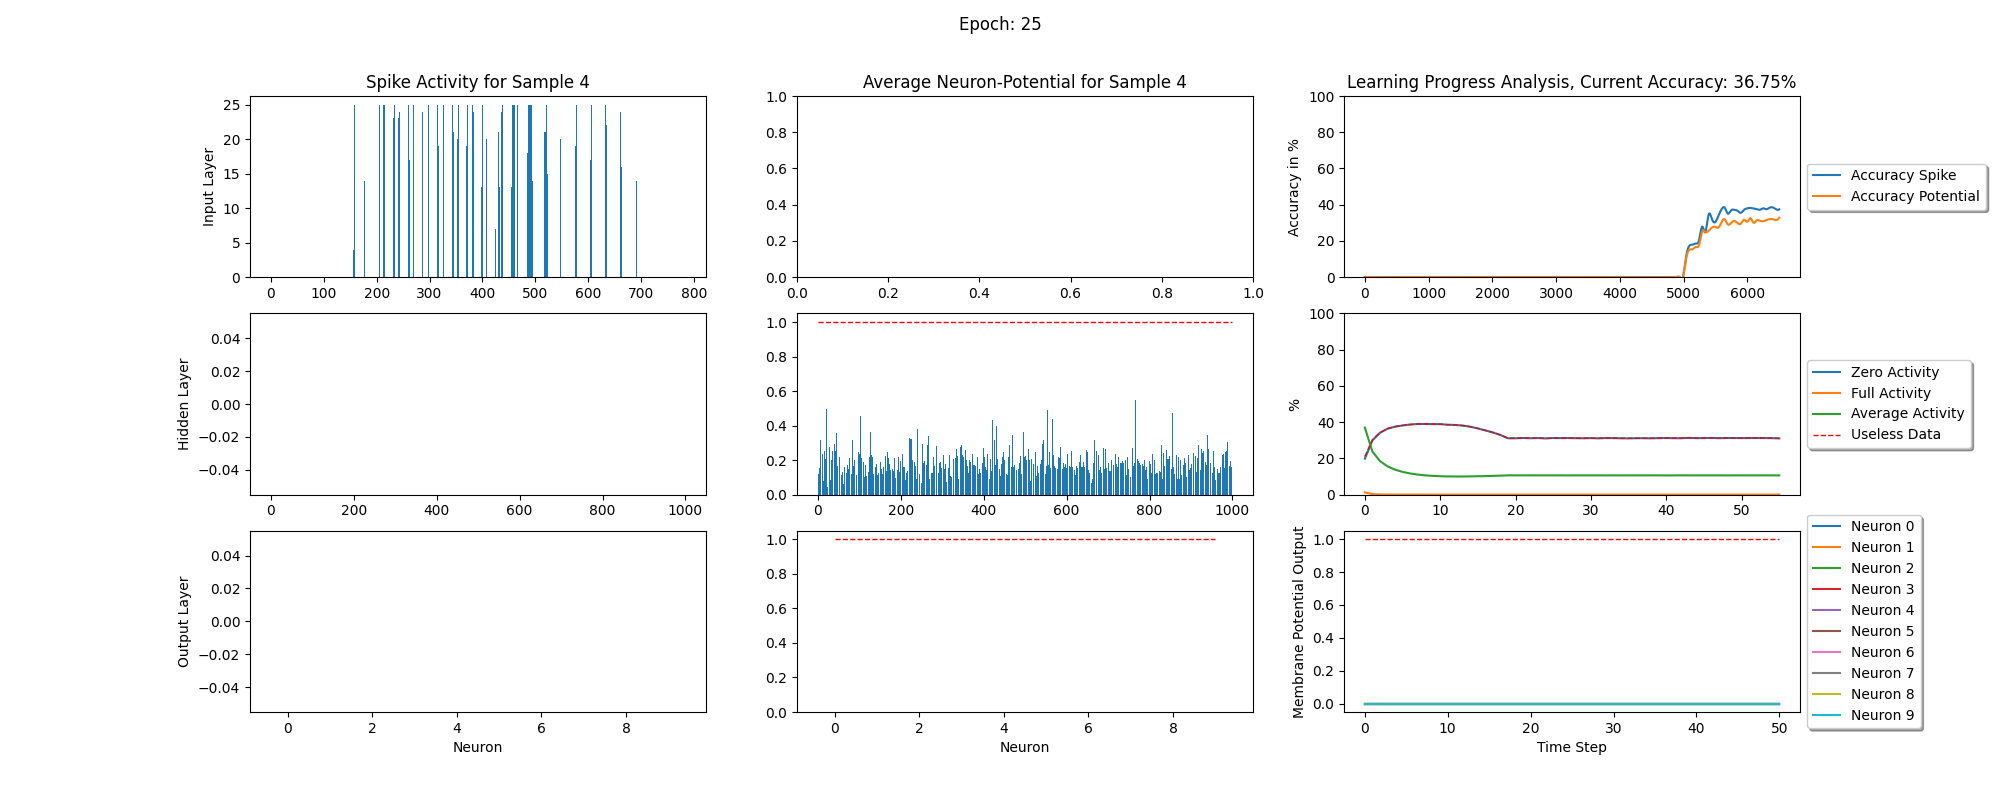 Epoch: 25
Spike Activity for Sample 4
Average Neuron-Potential for Sample 4
Learning Progress Analysis, Current Accuracy: 36.75%
Input Layer
25
20
15
10
5
0
0 100 200 300 400 500 600 700 800
1.0
0.8
0.6
0.4
0.2
0.0
0.0 0.2 0.4 0.6 0.8 1.0
Accuracy in %
100
80
60
40
20
0
0 1000 2000 3000 4000 5000 6000
Accuracy Spike
Accuracy Potential
Hidden Layer
0.04
0.02
0.00
−0.02
−0.04
0 200 400 600 800 1000
1.0
0.8
0.6
0.4
0.2
0.0
0 200 400 600 800 1000
%
100
80
60
40
20
0
0 10 20 30 40 50
Zero Activity
Full Activity
Average Activity
Useless Data
Output Layer
0.04
0.02
0.00
−0.02
−0.04
0 2 4 6 8
Neuron
1.0
0.8
0.6
0.4
0.2
0.0
0 2 4 6 8
Neuron
Membrane Potential Output
1.0
0.8
0.6
0.4
0.2
0.0
0 10 20 30 40 50
Time Step
Neuron 0
Neuron 1
Neuron 2
Neuron 3
Neuron 4
Neuron 5
Neuron 6
Neuron 7
Neuron 8
Neuron 9